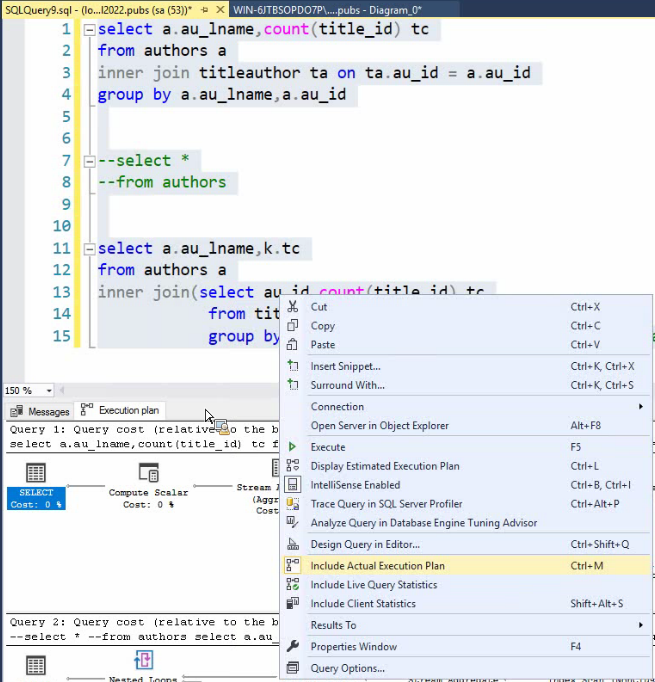 SQLQuery9.sql - (lo...l2022.pubs (sa (53))* WIN-6JTBSOPDO7P\....pubs - Diagram_0*
1 select a.au_lname,count(title_id) tc
2 from authors a
3 inner join titleauthor ta on ta.au_id = a.au_id
4 group by a.au_lname,a.au_id
5
6
7 --select *
8 --from authors
9
10
11 select a.au_lname,k.tc
12 from authors a
13 inner join(select au_id,count(title_id) tc
14 from tit
15 group by
Cut Ctrl+X
Copy Ctrl+C
Paste Ctrl+V
Insert Snippet... Ctrl+K, Ctrl+X
Surround With... Ctrl+K, Ctrl+S
Connection
Open Server in Object Explorer Alt+F8
Execute F5
Display Estimated Execution Plan Ctrl+L
IntelliSense Enabled Ctrl+B, Ctrl+I
Trace Query in SQL Server Profiler Ctrl+Alt+P
Analyze Query in Database Engine Tuning Advisor
Design Query in Editor... Ctrl+Shift+Q
Include Actual Execution Plan Ctrl+M
Include Live Query Statistics
Include Client Statistics Shift+Alt+S
Results To
Properties Window F4
Query Options...
150 %
Messages Execution plan
Query 1: Query cost (relative to the b
select a.au_lname,count(title_id) tc f
SELECT
Cost: 0 %
Compute Scalar
Cost: 0 %
Stream
(Aggr
Cost
Query 2: Query cost (relative to the b
--select * --from authors select a.au_
Nested Loops
Stream Aggregate